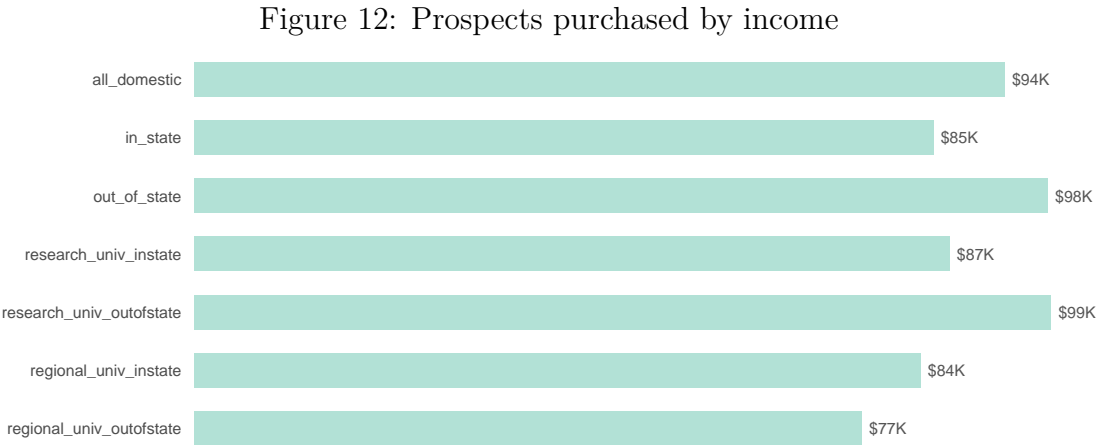 Figure 12: Prospects purchased by income
all_domestic $94K
in_state $85K
out_of_state $98K
research_univ_instate $87K
research_univ_outofstate $99K
regional_univ_instate $84K
regional_univ_outofstate $77K